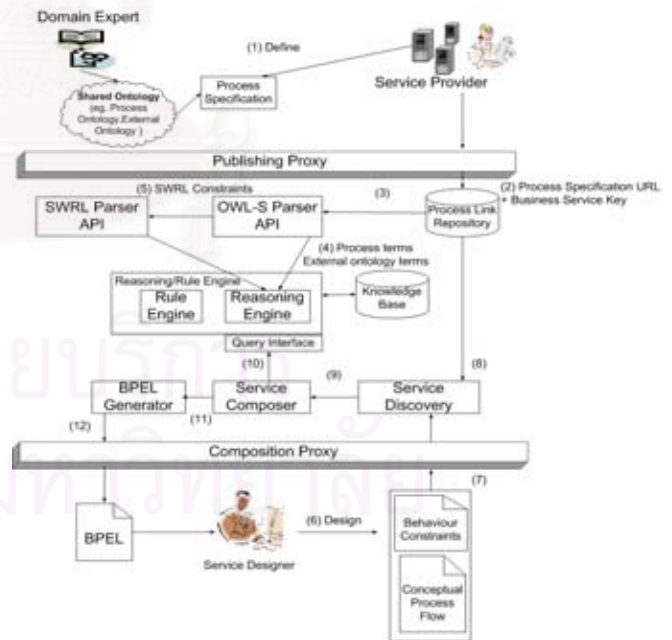 Domain Expert
(1) Define
Process
Specification
Service Provider
Shared Ontology
(eg. Process
Ontology,External
Ontology )
Publishing Proxy
(5) SWRL Constraints
(3)
(2) Process Specification URL
+ Business Service Key
SWRL Parser
API
OWL-S Parser
API
Process Link
Repository
(4) Process terms
External ontology terms
Reasoning/Rule Engine
Rule
Engine
Reasoning
Engine
Knowledge
Base
Query Interface
(10)
(9)
(8)
BPEL
Generator
Service
Composer
Service
Discovery
(11)
(12)
Composition Proxy
(7)
BPEL
(6) Design
Service Designer
Behaviour
Constraints
Conceptual
Process
Flow